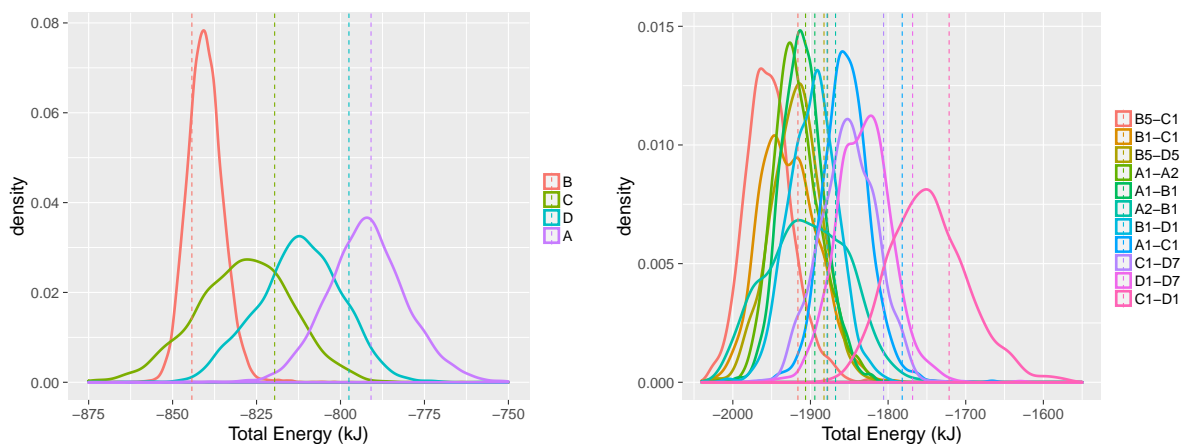 0.08
0.06
0.04
0.02
0.00
density
−875
−850
−825
−800
−775
−750
Total Energy (kJ)
B
C
D
A
0.015
0.010
0.005
0.000
density
−2000
−1900
−1800
−1700
−1600
Total Energy (kJ)
B5−C1
B1−C1
B5−D5
A1−A2
A1−B1
A2−B1
B1−D1
A1−C1
C1−D7
D1−D7
C1−D1